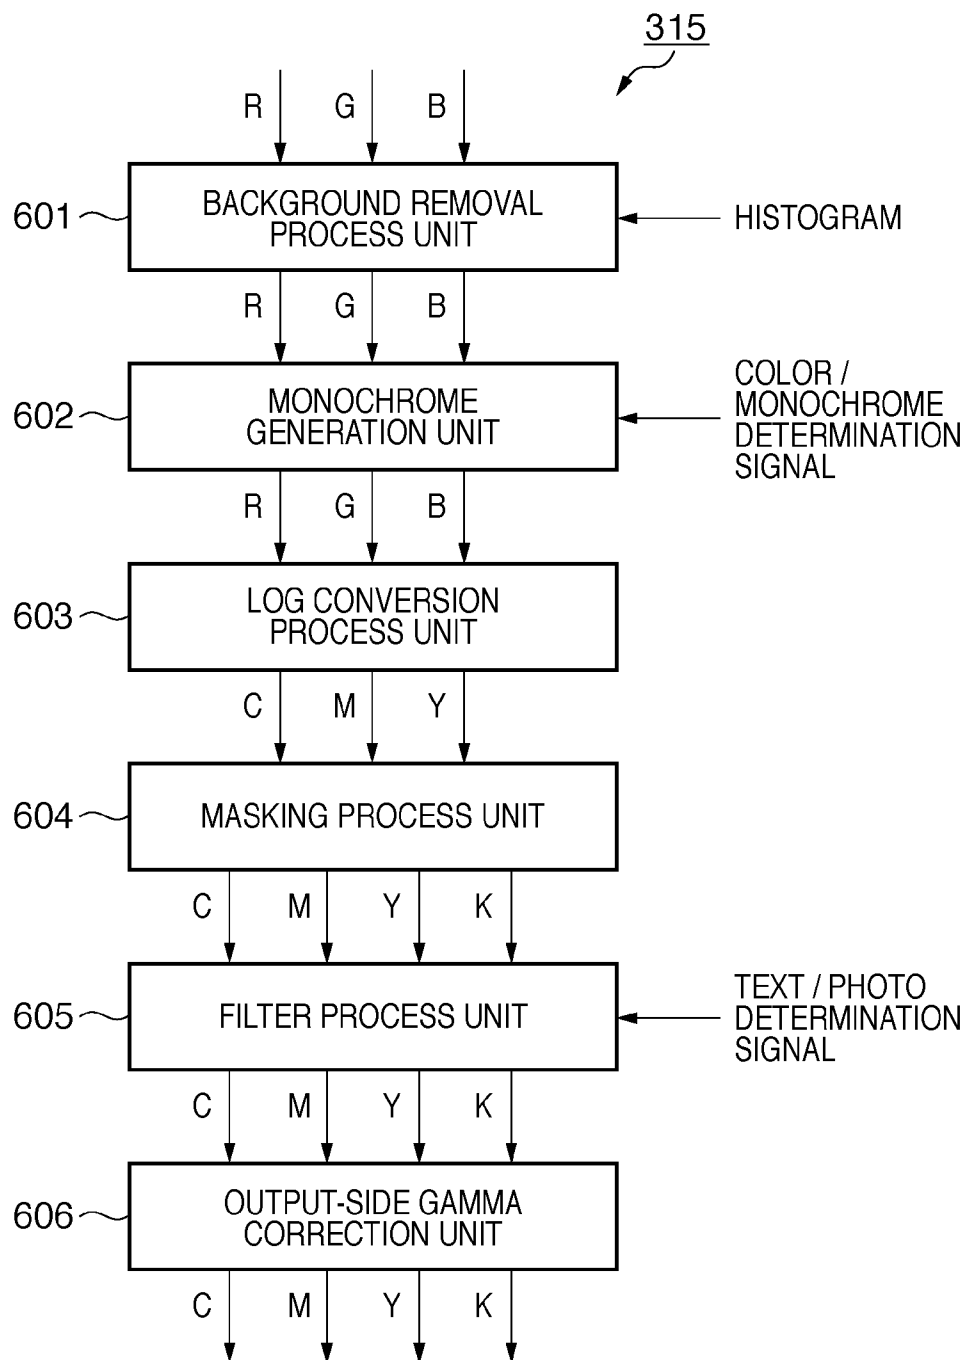 315
R G B
601
BACKGROUND REMOVAL
PROCESS UNIT
HISTOGRAM
R G B
602
MONOCHROME
GENERATION UNIT
COLOR /
MONOCHROME
DETERMINATION
SIGNAL
R G B
603
LOG CONVERSION
PROCESS UNIT
C M Y
604
MASKING PROCESS UNIT
C M Y K
605
FILTER PROCESS UNIT
TEXT / PHOTO
DETERMINATION
SIGNAL
C M Y K
606
OUTPUT-SIDE GAMMA
CORRECTION UNIT
C M Y K